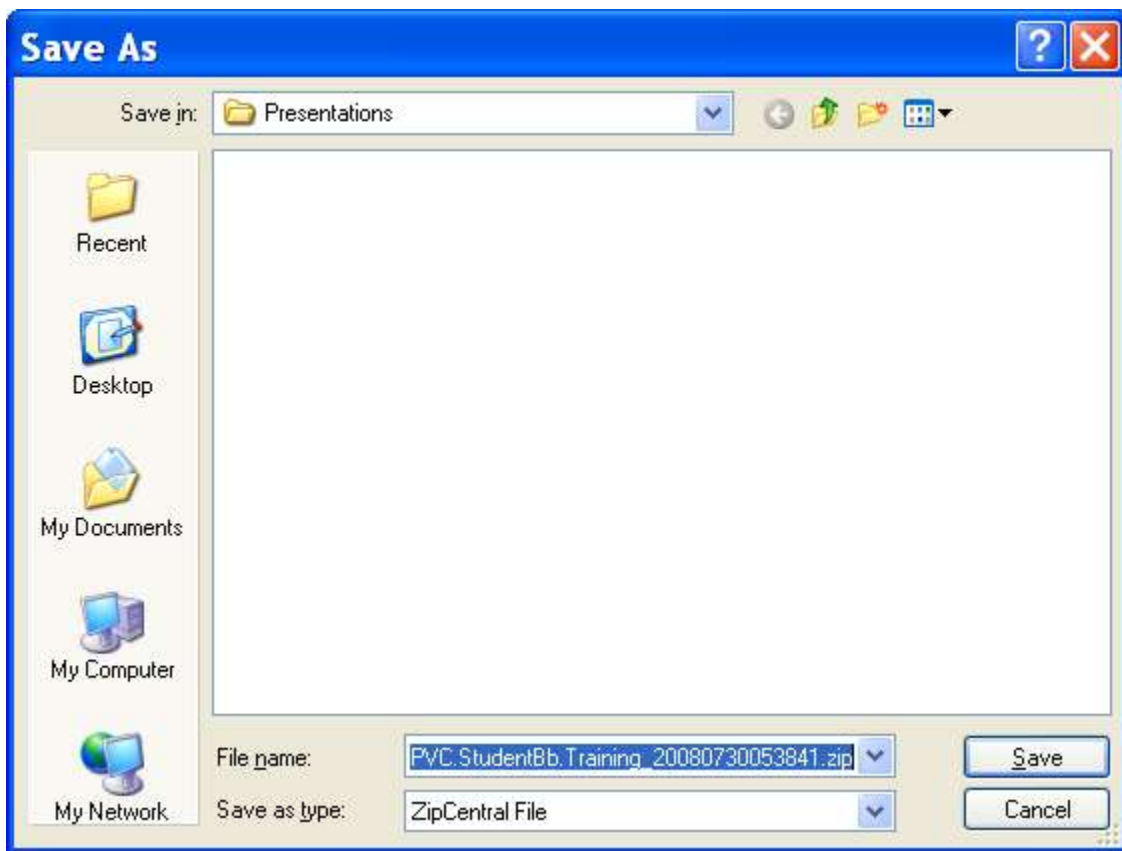 Save As
Save in: Presentations
Recent
Desktop
My Documents
My Computer
My Network
File name: PVC.StudentBb.Training_20080730053841.zip
Save
Save as type: ZipCentral File
Cancel